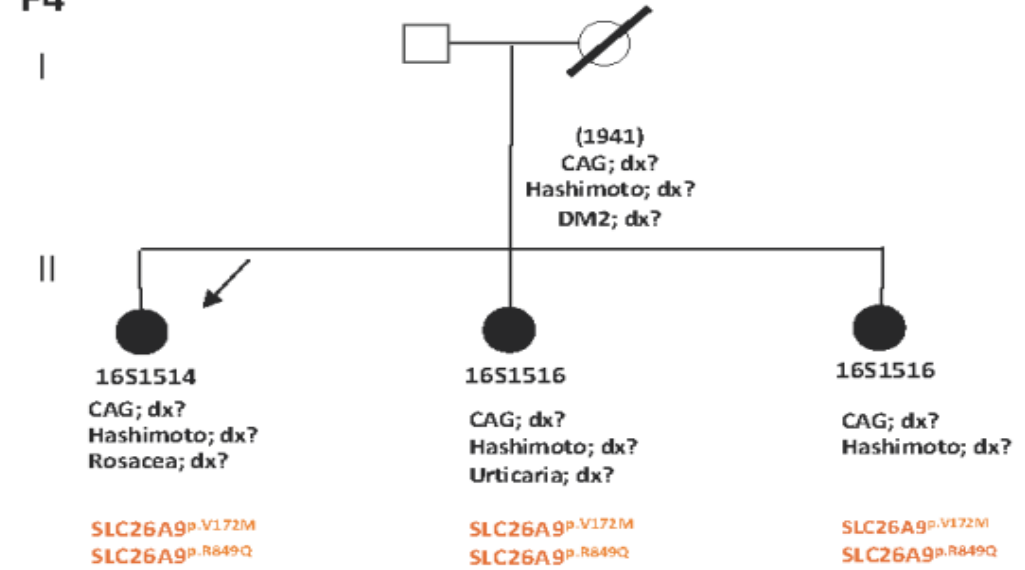 F4
I
(1941)
CAG; dx?
Hashimoto; dx?
DM2; dx?
II
16S1514
CAG; dx?
Hashimoto; dx?
Rosacea; dx?
SLC26A9p.V172M
SLC26A9p.R849Q
16S1516
CAG; dx?
Hashimoto; dx?
Urticaria; dx?
SLC26A9p.V172M
SLC26A9p.R849Q
16S1516
CAG; dx?
Hashimoto; dx?
SLC26A9p.V172M
SLC26A9p.R849Q